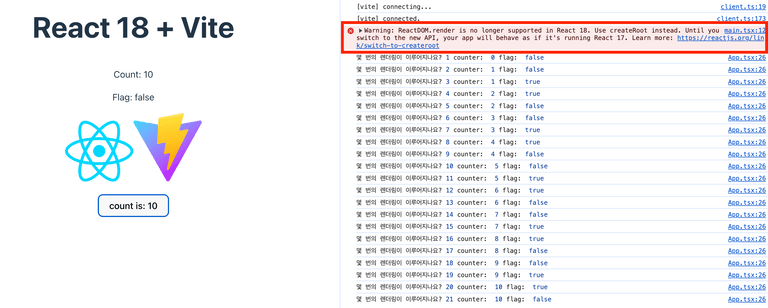 React 18 + Vite
Count: 10
Flag: false
count is: 10
[vite] connecting... client.ts:19
[vite] connected. client.ts:173
Warning: ReactDOM.render is no longer supported in React 18. Use createRoot instead. Until you main.tsx:12
switch to the new API, your app will behave as if it's running React 17. Learn more: https://reactjs.org/lin
k/switch-to-createroot
몇 번의 렌더링이 이루어지나요? 1 counter: 0 flag: false App.tsx:26
몇 번의 렌더링이 이루어지나요? 2 counter: 1 flag: false App.tsx:26
몇 번의 렌더링이 이루어지나요? 3 counter: 1 flag: true App.tsx:26
몇 번의 렌더링이 이루어지나요? 4 counter: 2 flag: true App.tsx:26
몇 번의 렌더링이 이루어지나요? 5 counter: 2 flag: false App.tsx:26
몇 번의 렌더링이 이루어지나요? 6 counter: 3 flag: false App.tsx:26
몇 번의 렌더링이 이루어지나요? 7 counter: 3 flag: true App.tsx:26
몇 번의 렌더링이 이루어지나요? 8 counter: 4 flag: true App.tsx:26
몇 번의 렌더링이 이루어지나요? 9 counter: 4 flag: false App.tsx:26
몇 번의 렌더링이 이루어지나요? 10 counter: 5 flag: false App.tsx:26
몇 번의 렌더링이 이루어지나요? 11 counter: 5 flag: true App.tsx:26
몇 번의 렌더링이 이루어지나요? 12 counter: 6 flag: true App.tsx:26
몇 번의 렌더링이 이루어지나요? 13 counter: 6 flag: false App.tsx:26
몇 번의 렌더링이 이루어지나요? 14 counter: 7 flag: false App.tsx:26
몇 번의 렌더링이 이루어지나요? 15 counter: 7 flag: true App.tsx:26
몇 번의 렌더링이 이루어지나요? 16 counter: 8 flag: true App.tsx:26
몇 번의 렌더링이 이루어지나요? 17 counter: 8 flag: false App.tsx:26
몇 번의 렌더링이 이루어지나요? 18 counter: 9 flag: false App.tsx:26
몇 번의 렌더링이 이루어지나요? 19 counter: 9 flag: true App.tsx:26
몇 번의 렌더링이 이루어지나요? 20 counter: 10 flag: true App.tsx:26
몇 번의 렌더링이 이루어지나요? 21 counter: 10 flag: false App.tsx:26